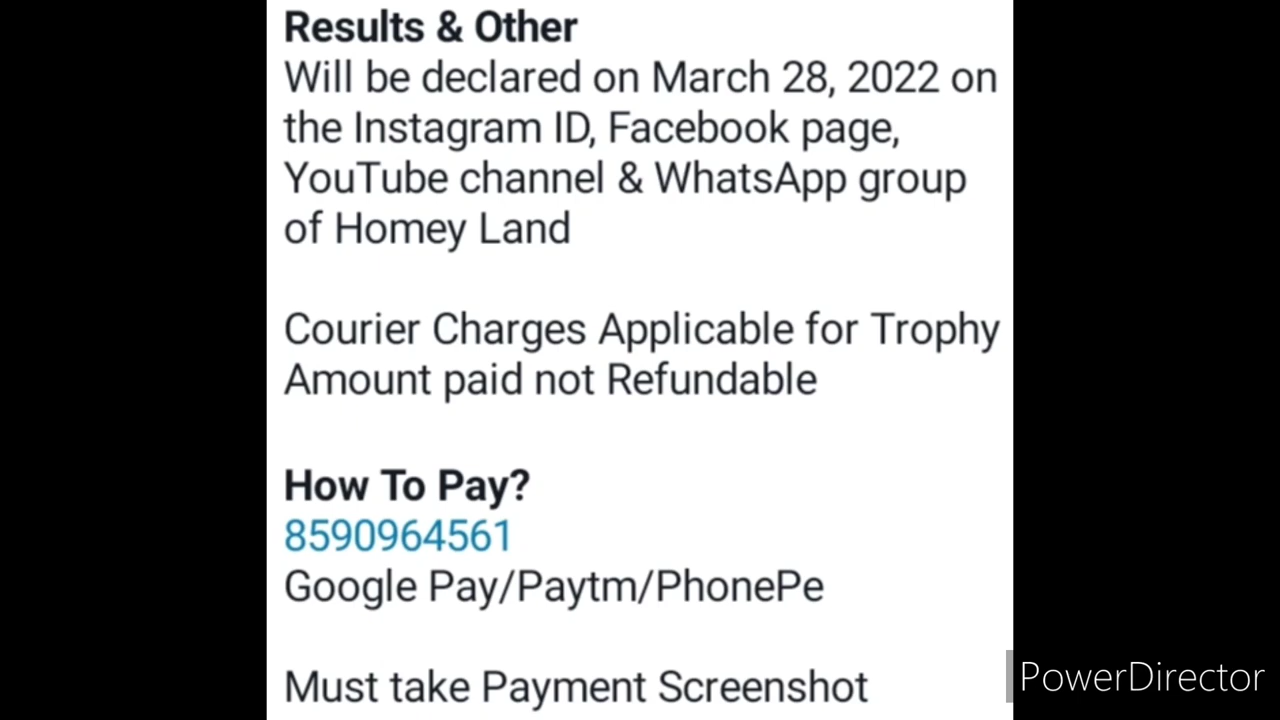 Results & Other
Will be declared on March 28, 2022 on
the Instagram ID, Facebook page,
YouTube channel & WhatsApp group
of Homey Land
Courier Charges Applicable for Trophy
Amount paid not Refundable
How To Pay?
8590964561
Google Pay/Paytm/PhonePe
Must take Payment Screenshot
PowerDirector